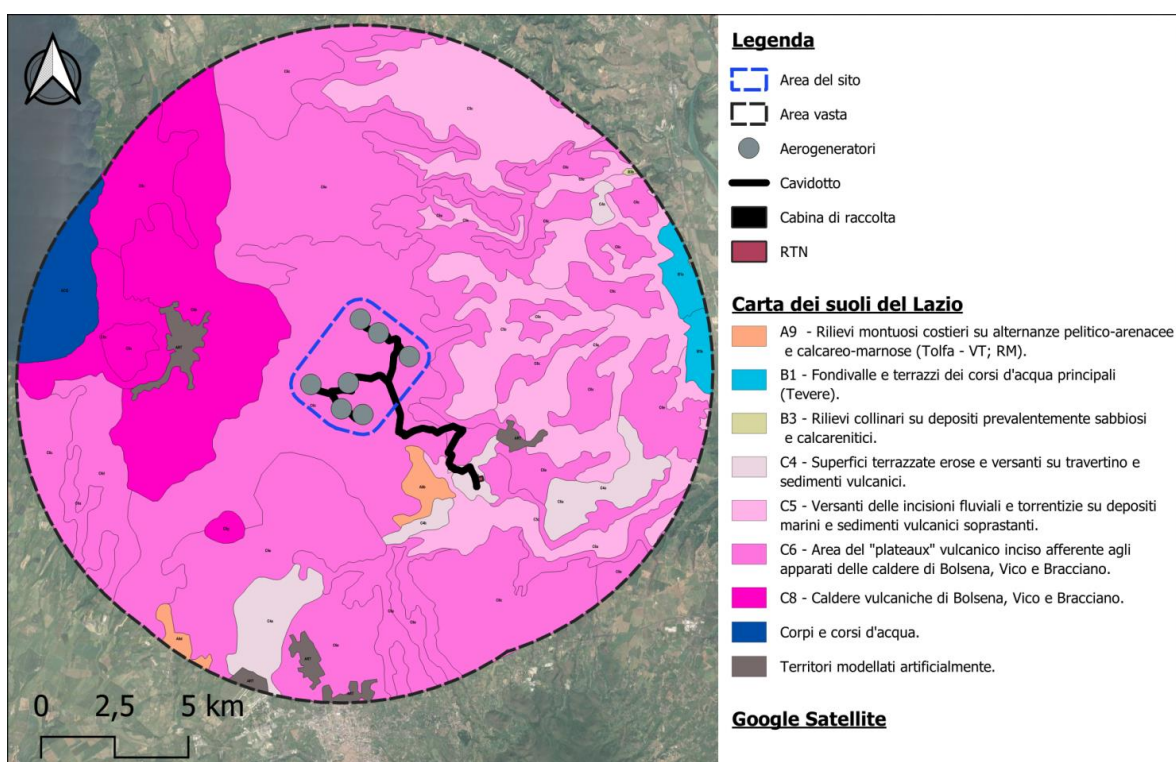 Legenda
Area del sito
Area vasta
Aerogeneratori
Cavidotto
Cabina di raccolta
RTN
Carta dei suoli del Lazio
A9 - Rilievi montuosi costieri su alternanze pelitico-arenacee
e calcareo-marnose (Tolfa - VT; RM).
B1 - Fondivalle e terrazzi dei corsi d'acqua principali
(Tevere).
B3 - Rilievi collinari su depositi prevalentemente sabbiosi
e calcarenitici.
C4 - Superfici terrazzate erose e versanti su travertino e
sedimenti vulcanici.
C5 - Versanti delle incisioni fluviali e torrentizie su depositi
marini e sedimenti vulcanici soprastanti.
C6 - Area del "plateaux" vulcanico inciso afferente agli
apparati delle caldere di Bolsena, Vico e Bracciano.
C8 - Caldere vulcaniche di Bolsena, Vico e Bracciano.
Corpi e corsi d'acqua.
Territori modellati artificialmente.
Google Satellite
0 2,5 5 km